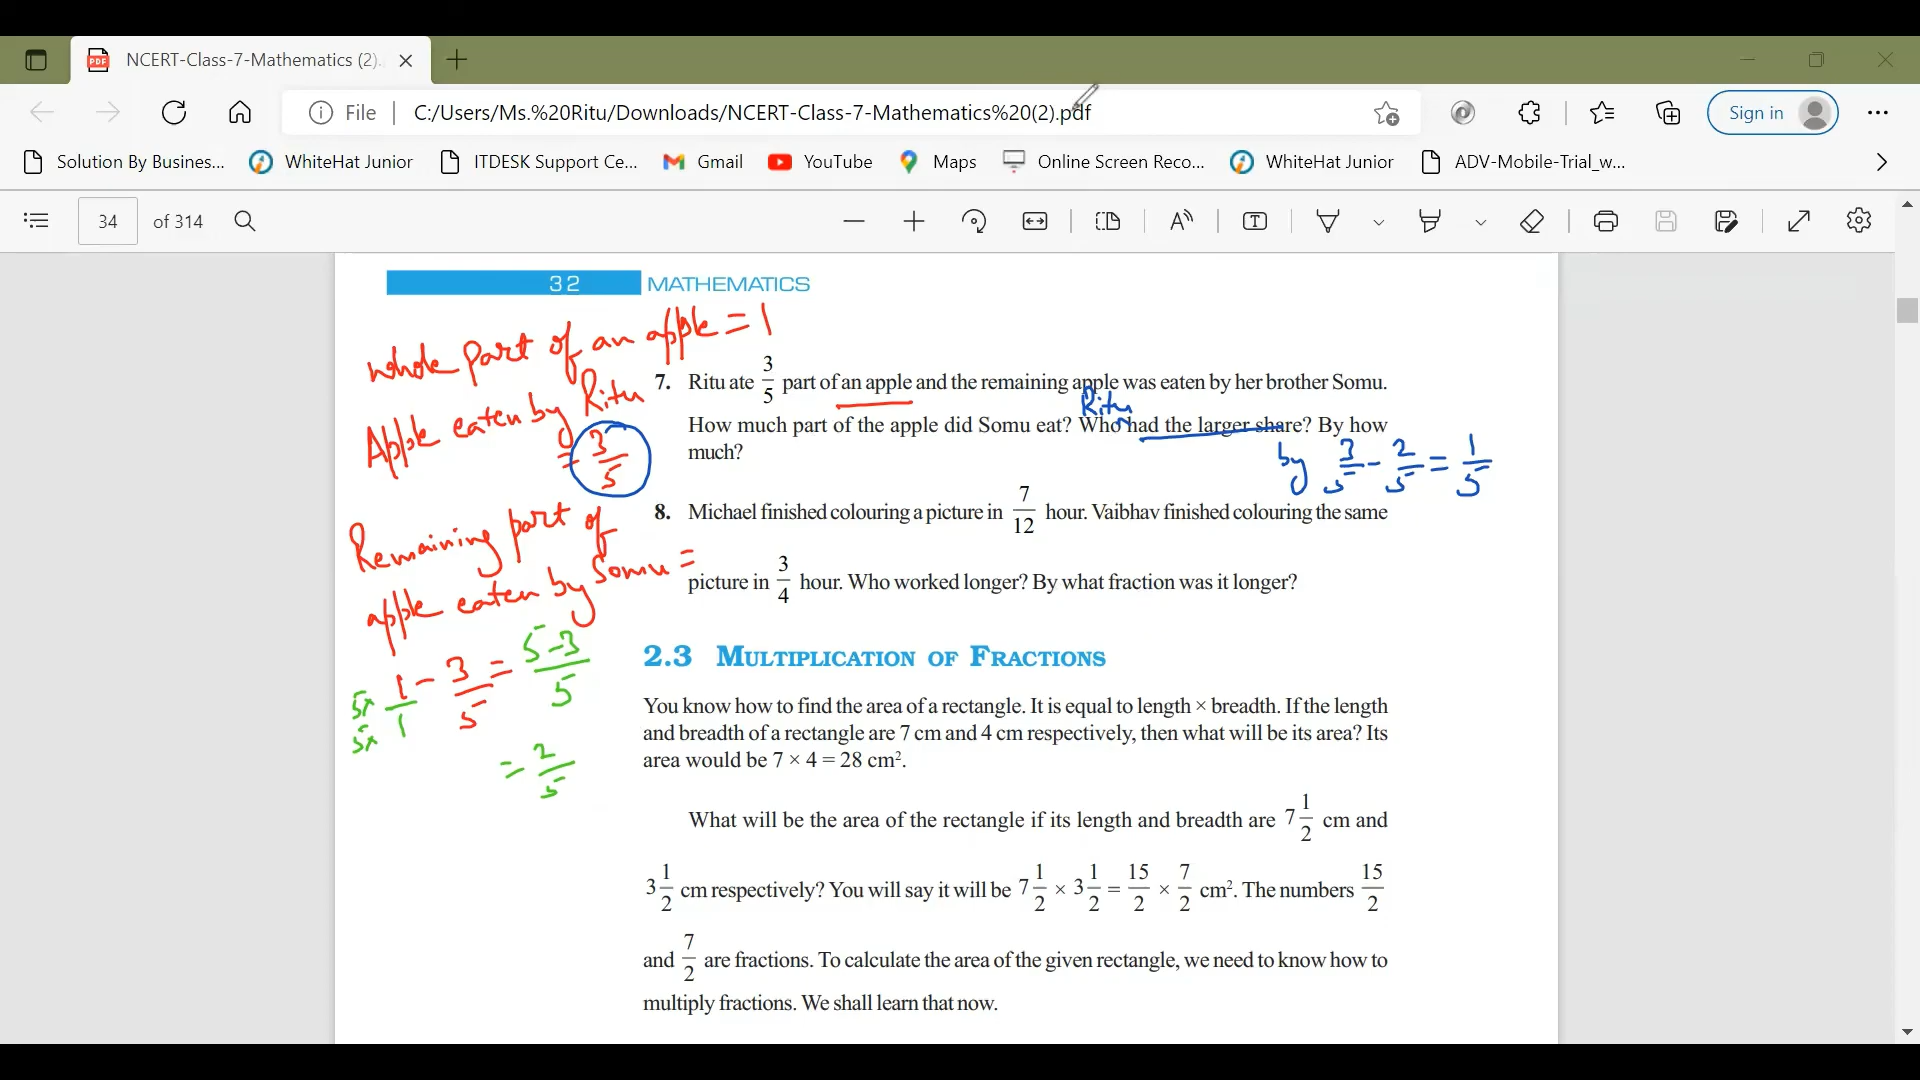 NCERT-Class-7-Mathematics (2).
File C:/Users/Ms.%20Ritu/Downloads/NCERT-Class-7-Mathematics%20(2).pdf Sign in
Solution By Busines... WhiteHat Junior ITDESK Support Ce... Gmail YouTube Maps Online Screen Reco... WhiteHat Junior ADV-Mobile-Trial_w...
34 of 314
32 MATHEMATICS
whole part of an apple = 1
7. Ritu ate 3/5 part of an apple and the remaining apple was eaten by her brother Somu.
Apple eaten by Ritu
= 3/5
Ritu
How much part of the apple did Somu eat? Who had the larger share? By how
much?
by 3/5 - 2/5 = 1/5
8. Michael finished colouring a picture in 7/12 hour. Vaibhav finished colouring the same
picture in 3/4 hour. Who worked longer? By what fraction was it longer?
Remaining part of
apple eaten by Somu =
5× 1/1 - 3/5 = 5-3/5
5×
= 2/5
2.3 MULTIPLICATION OF FRACTIONS
You know how to find the area of a rectangle. It is equal to length × breadth. If the length
and breadth of a rectangle are 7 cm and 4 cm respectively, then what will be its area? Its
area would be 7 × 4 = 28 cm².
What will be the area of the rectangle if its length and breadth are 7 1/2 cm and
3 1/2 cm respectively? You will say it will be 7 1/2 × 3 1/2 = 15/2 × 7/2 cm². The numbers 15/2
and 7/2 are fractions. To calculate the area of the given rectangle, we need to know how to
multiply fractions. We shall learn that now.